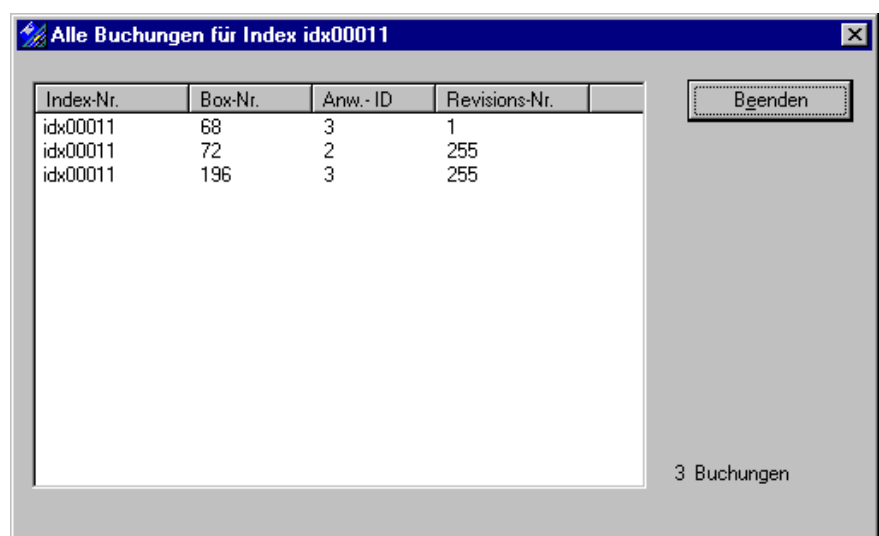 Alle Buchungen für Index idx00011
Index-Nr. Box-Nr. Anw.- ID Revisions-Nr. Beenden
idx00011 68 3 1
idx00011 72 2 255
idx00011 196 3 255
3 Buchungen